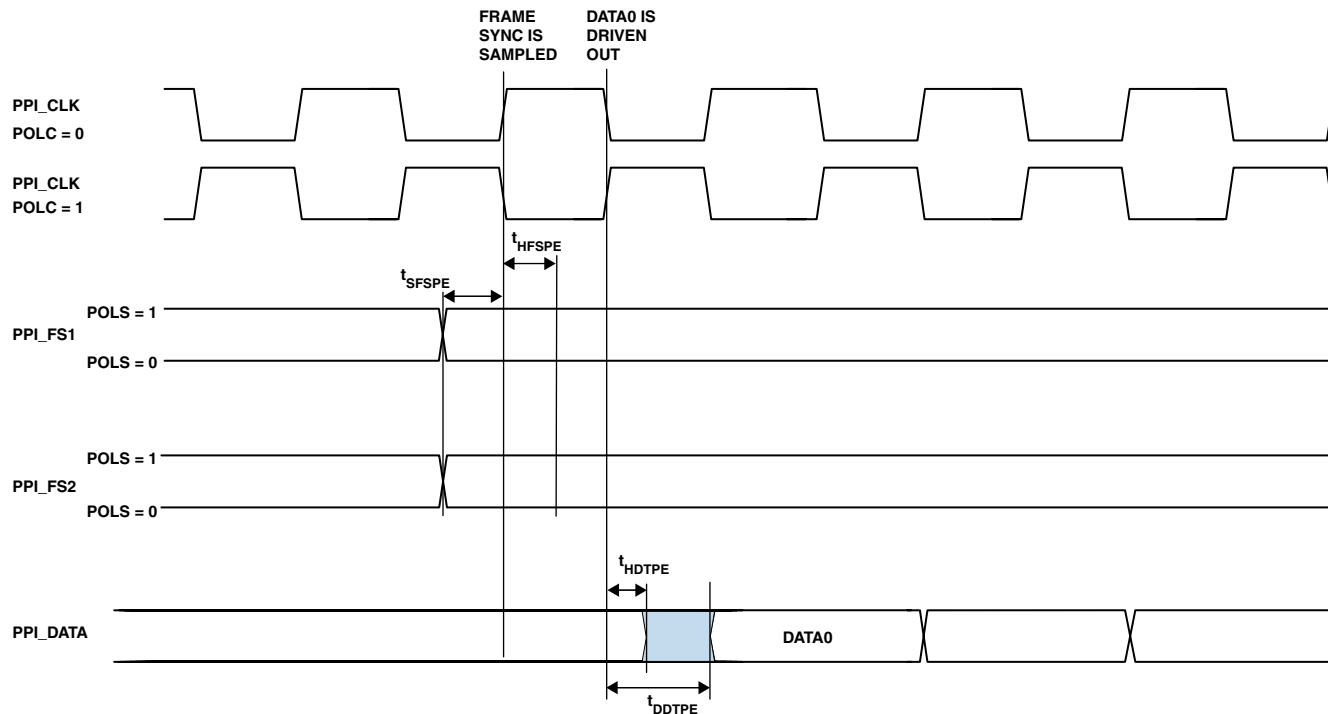 FRAME
SYNC IS
SAMPLED
DATA0 IS
DRIVEN
OUT
PPI_CLK
POLC = 0
PPI_CLK
POLC = 1
tHFSPE
tSFSPE
POLS = 1
PPI_FS1
POLS = 0
POLS = 1
PPI_FS2
POLS = 0
tHDTPE
PPI_DATA
DATA0
tDDTPE